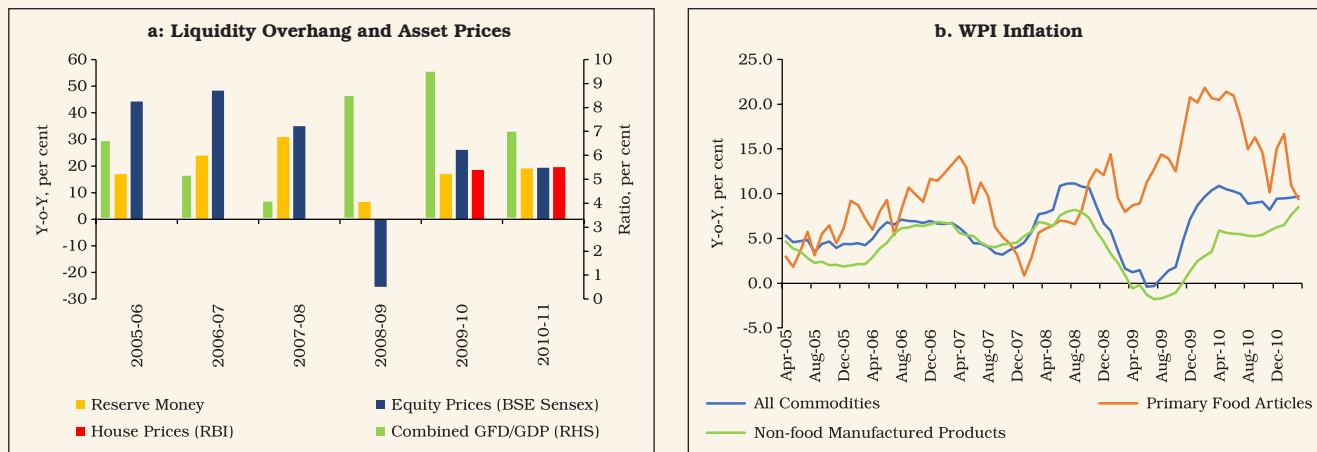 a: Liquidity Overhang and Asset Prices
60
50
40
30
20
10
0
-10
-20
-30
Y-o-Y, per cent
10
9
8
7
6
5
4
3
2
1
0
Ratio, per cent
2005-06
2006-07
2007-08
2008-09
2009-10
2010-11
Reserve Money
Equity Prices (BSE Sensex)
House Prices (RBI)
Combined GFD/GDP (RHS)
b. WPI Inflation
25.0
20.0
15.0
10.0
5.0
0.0
-5.0
Y-o-Y, per cent
Apr-05
Aug-05
Dec-05
Apr-06
Aug-06
Dec-06
Apr-07
Aug-07
Dec-07
Apr-08
Aug-08
Dec-08
Apr-09
Aug-09
Dec-09
Apr-10
Aug-10
Dec-10
All Commodities
Primary Food Articles
Non-food Manufactured Products